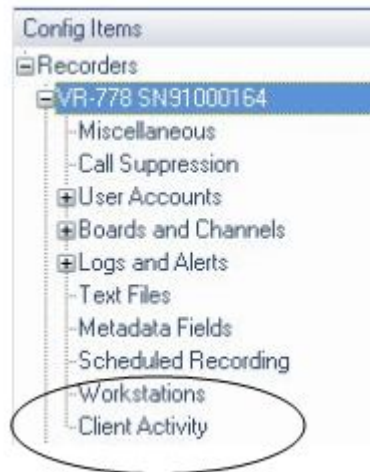 Config Items
Recorders
VR-778 SN91000164
Miscellaneous
Call Suppression
User Accounts
Boards and Channels
Logs and Alerts
Text Files
Metadata Fields
Scheduled Recording
Workstations
Client Activity